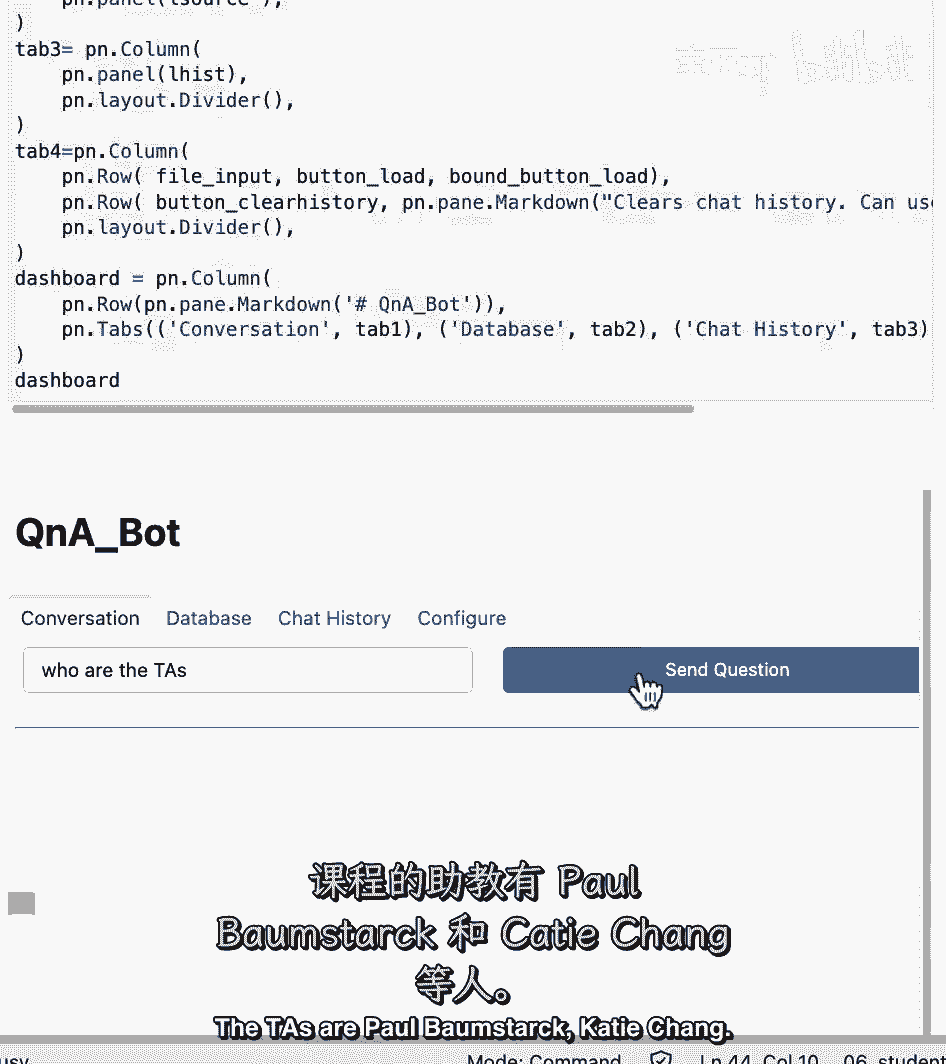 pn.panel(lsource ),
)
tab3= pn.Column(
    pn.panel(lhist),
    pn.layout.Divider(),
)
tab4=pn.Column(
    pn.Row( file_input, button_load, bound_button_load),
    pn.Row( button_clearhistory, pn.pane.Markdown("Clears chat history. Can use
    pn.layout.Divider(),
)
dashboard = pn.Column(
    pn.Row(pn.pane.Markdown('# QnA_Bot')),
    pn.Tabs(('Conversation', tab1), ('Database', tab2), ('Chat History', tab3)
)
dashboard
QnA_Bot
Conversation Database Chat History Configure
who are the TAs Send Question
课程的助教有 Paul
Baumstarck 和 Catie Chang
等人。
The TAs are Paul Baumstarck, Katie Chang.
Mode: Command Ln 44, Col 10 06_student